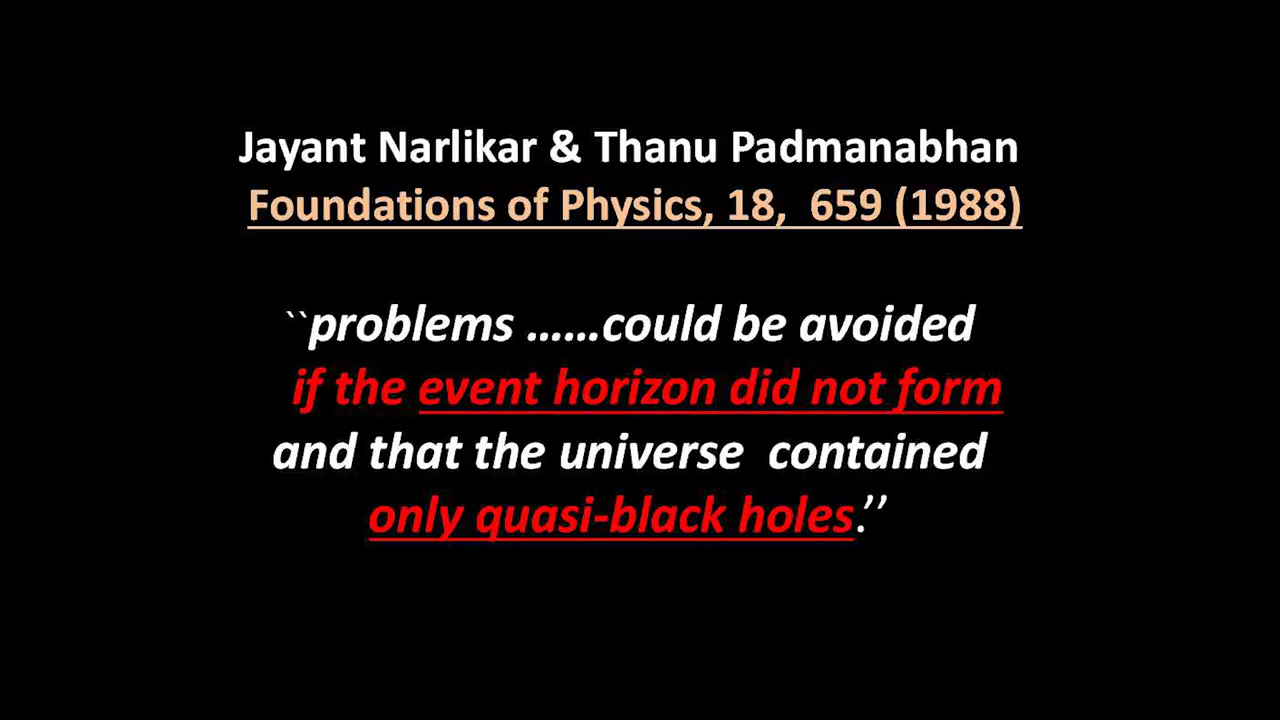 Jayant Narlikar & Thanu Padmanabhan
Foundations of Physics, 18, 659 (1988)
``problems ......could be avoided
if the event horizon did not form
and that the universe contained
only quasi-black holes.’’